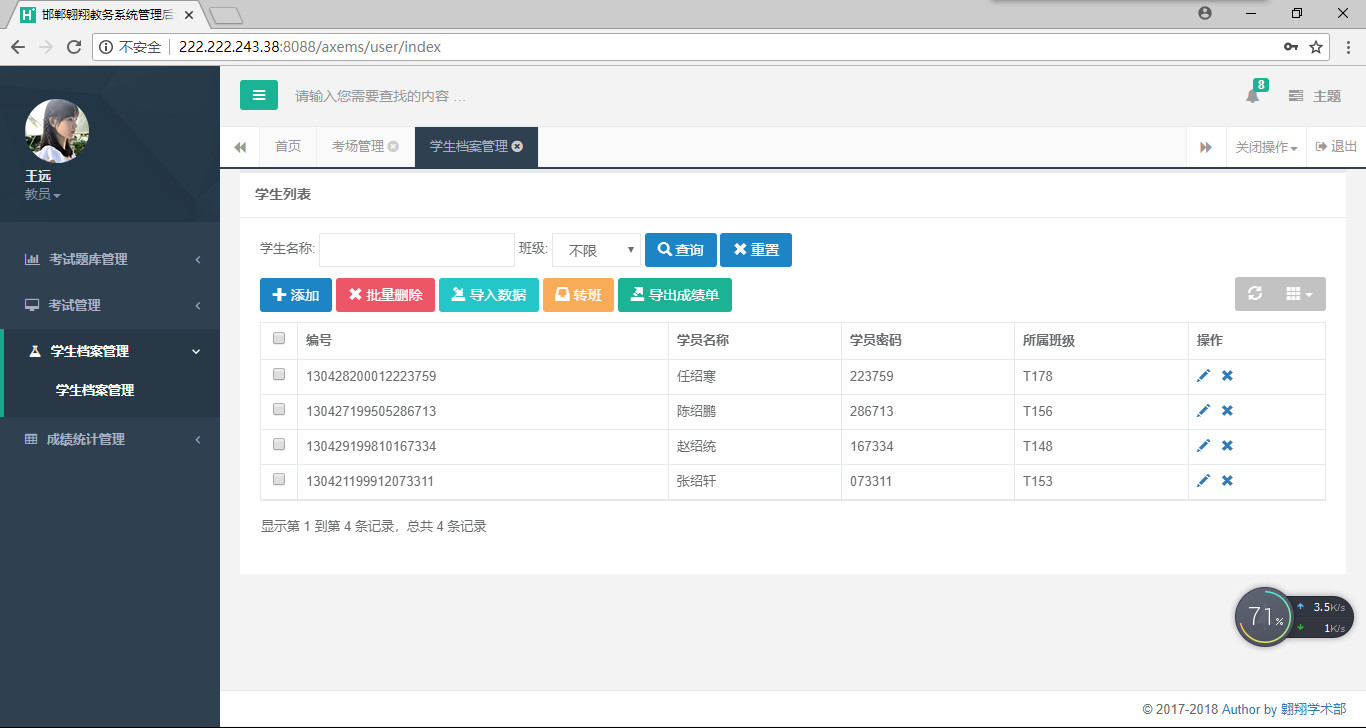 邯郸翱翔教务系统管理后
不安全 222.222.243.38:8088/axems/user/index
请输入您需要查找的内容 …
8
主题
首页 考场管理 学生档案管理 关闭操作 退出
王远
教员
考试题库管理
考试管理
学生档案管理
学生档案管理
成绩统计管理
学生列表
学生名称: 班级: 不限 查询 重置
添加 批量删除 导入数据 转班 导出成绩单
编号 学员名称 学员密码 所属班级 操作
130428200012223759 任绍寒 223759 T178
130427199505286713 陈绍鹏 286713 T156
130429199810167334 赵绍统 167334 T148
130421199912073311 张绍轩 073311 T153
显示第 1 到第 4 条记录，总共 4 条记录
71% 3.5K/s
1K/s
© 2017-2018 Author by 翱翔学术部